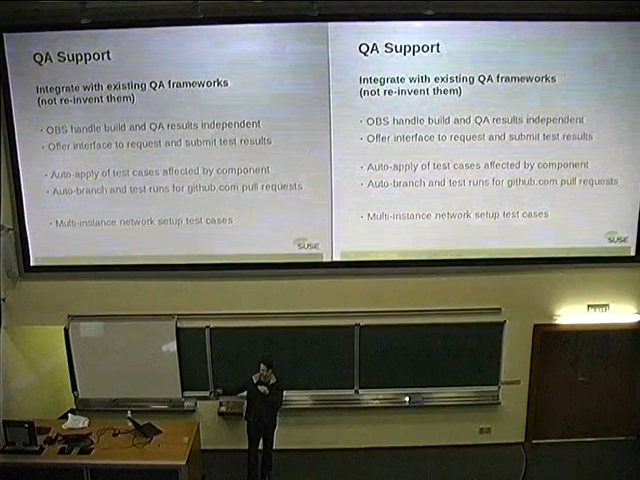 QA Support
Integrate with existing QA frameworks
(not re-invent them)
· OBS handle build and QA results independent
· Offer interface to request and submit test results
· Auto-apply of test cases affected by component
· Auto-branch and test runs for github.com pull requests
· Multi-instance network setup test cases
SUSE
QA Support
Integrate with existing QA frameworks
(not re-invent them)
· OBS handle build and QA results independent
· Offer interface to request and submit test results
· Auto-apply of test cases affected by component
· Auto-branch and test runs for github.com pull requests
· Multi-instance network setup test cases
SUSE